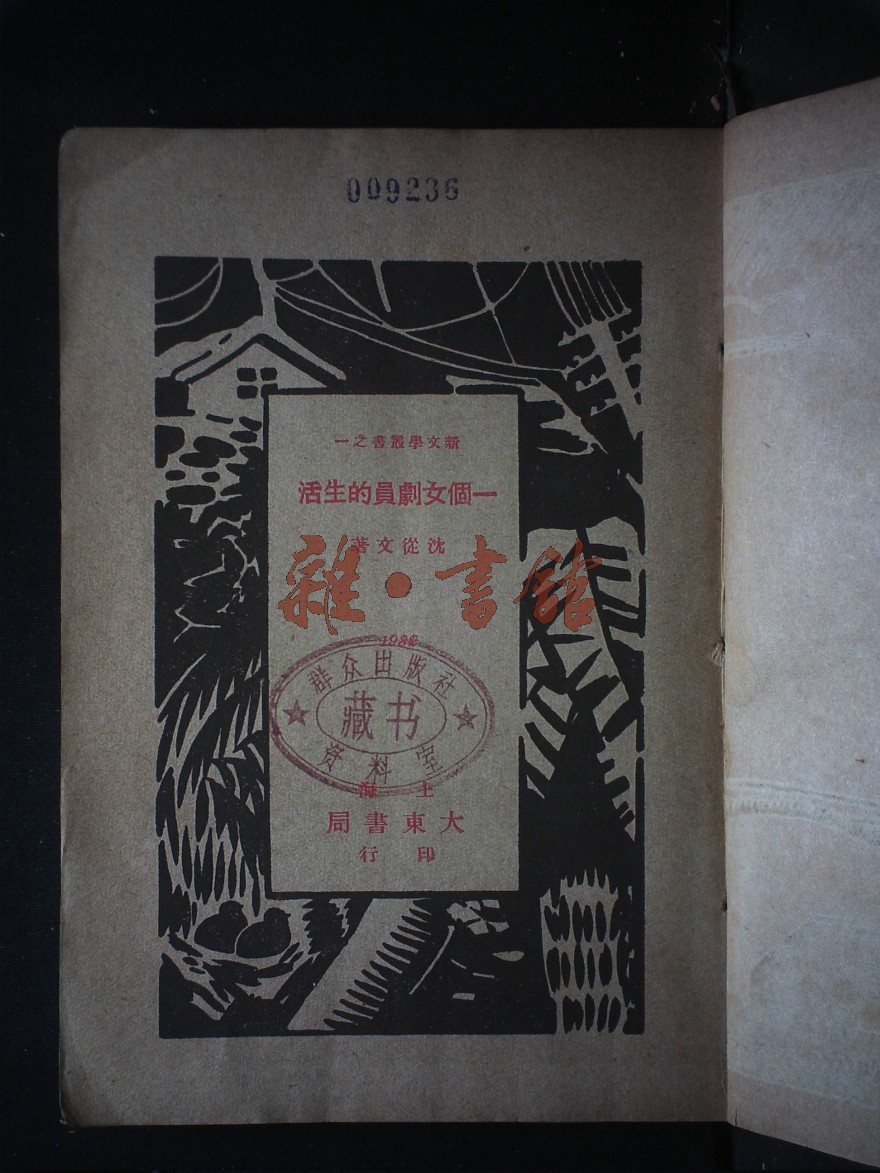 009236
新文學叢書之一
一個女劇員的生活
沈從文著
雜·書館
群众出版社
藏书
资料室
上海
大東書局
印行